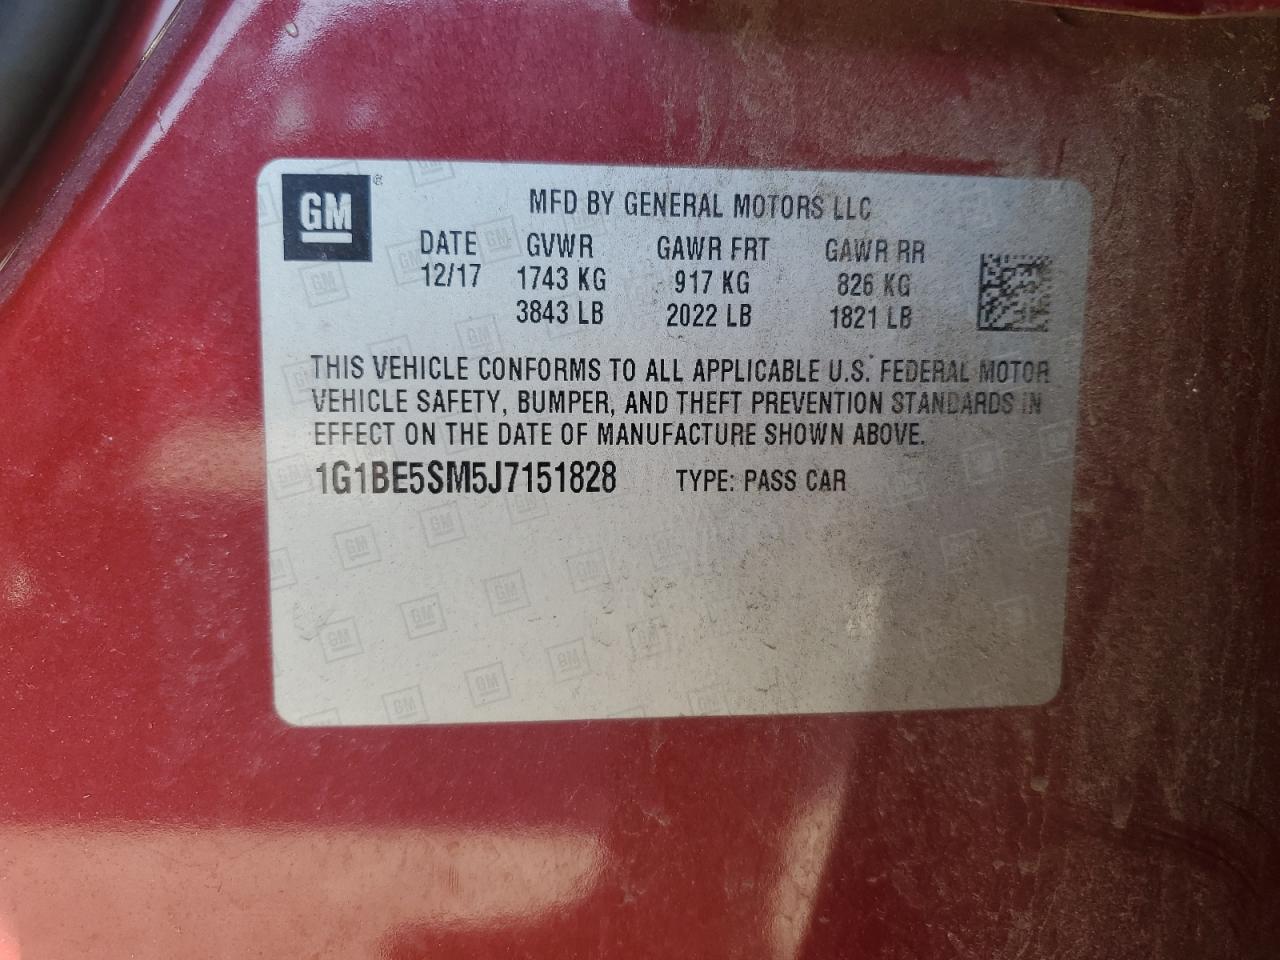 GM®
MFD BY GENERAL MOTORS LLC
DATE GVWR GAWR FRT GAWR RR
12/17 1743 KG 917 KG 826 KG
3843 LB 2022 LB 1821 LB
THIS VEHICLE CONFORMS TO ALL APPLICABLE U.S. FEDERAL MOTOR
VEHICLE SAFETY, BUMPER, AND THEFT PREVENTION STANDARDS IN
EFFECT ON THE DATE OF MANUFACTURE SHOWN ABOVE.
1G1BE5SM5J7151828 TYPE: PASS CAR